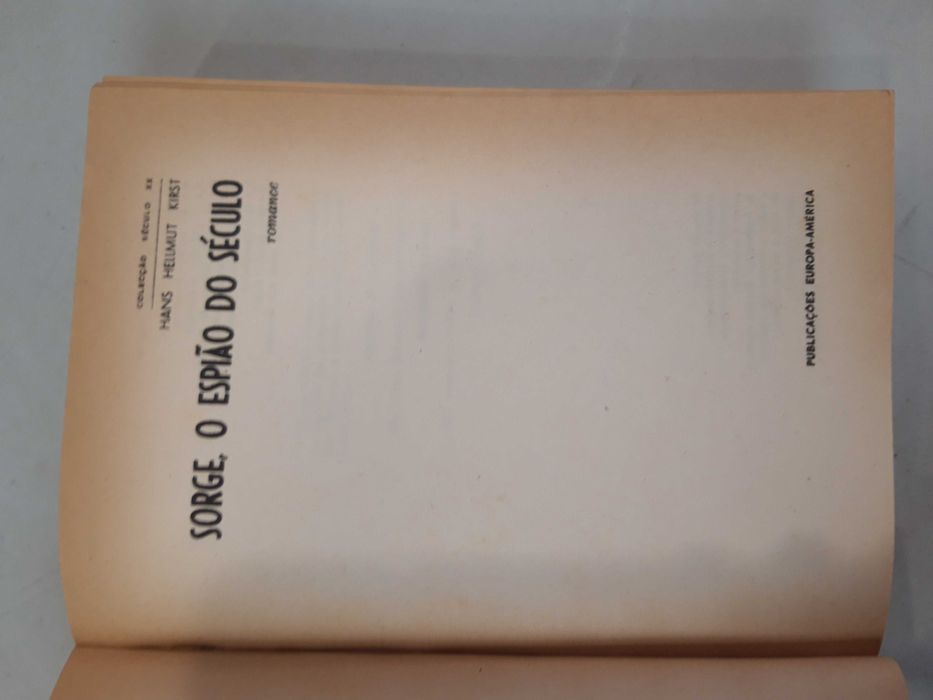 COLECÇÃO SÉCULO XX
HANS HELLMUT KIRST
SORGE, O ESPIÃO DO SÉCULO
romance
PUBLICAÇÕES EUROPA-AMÉRICA